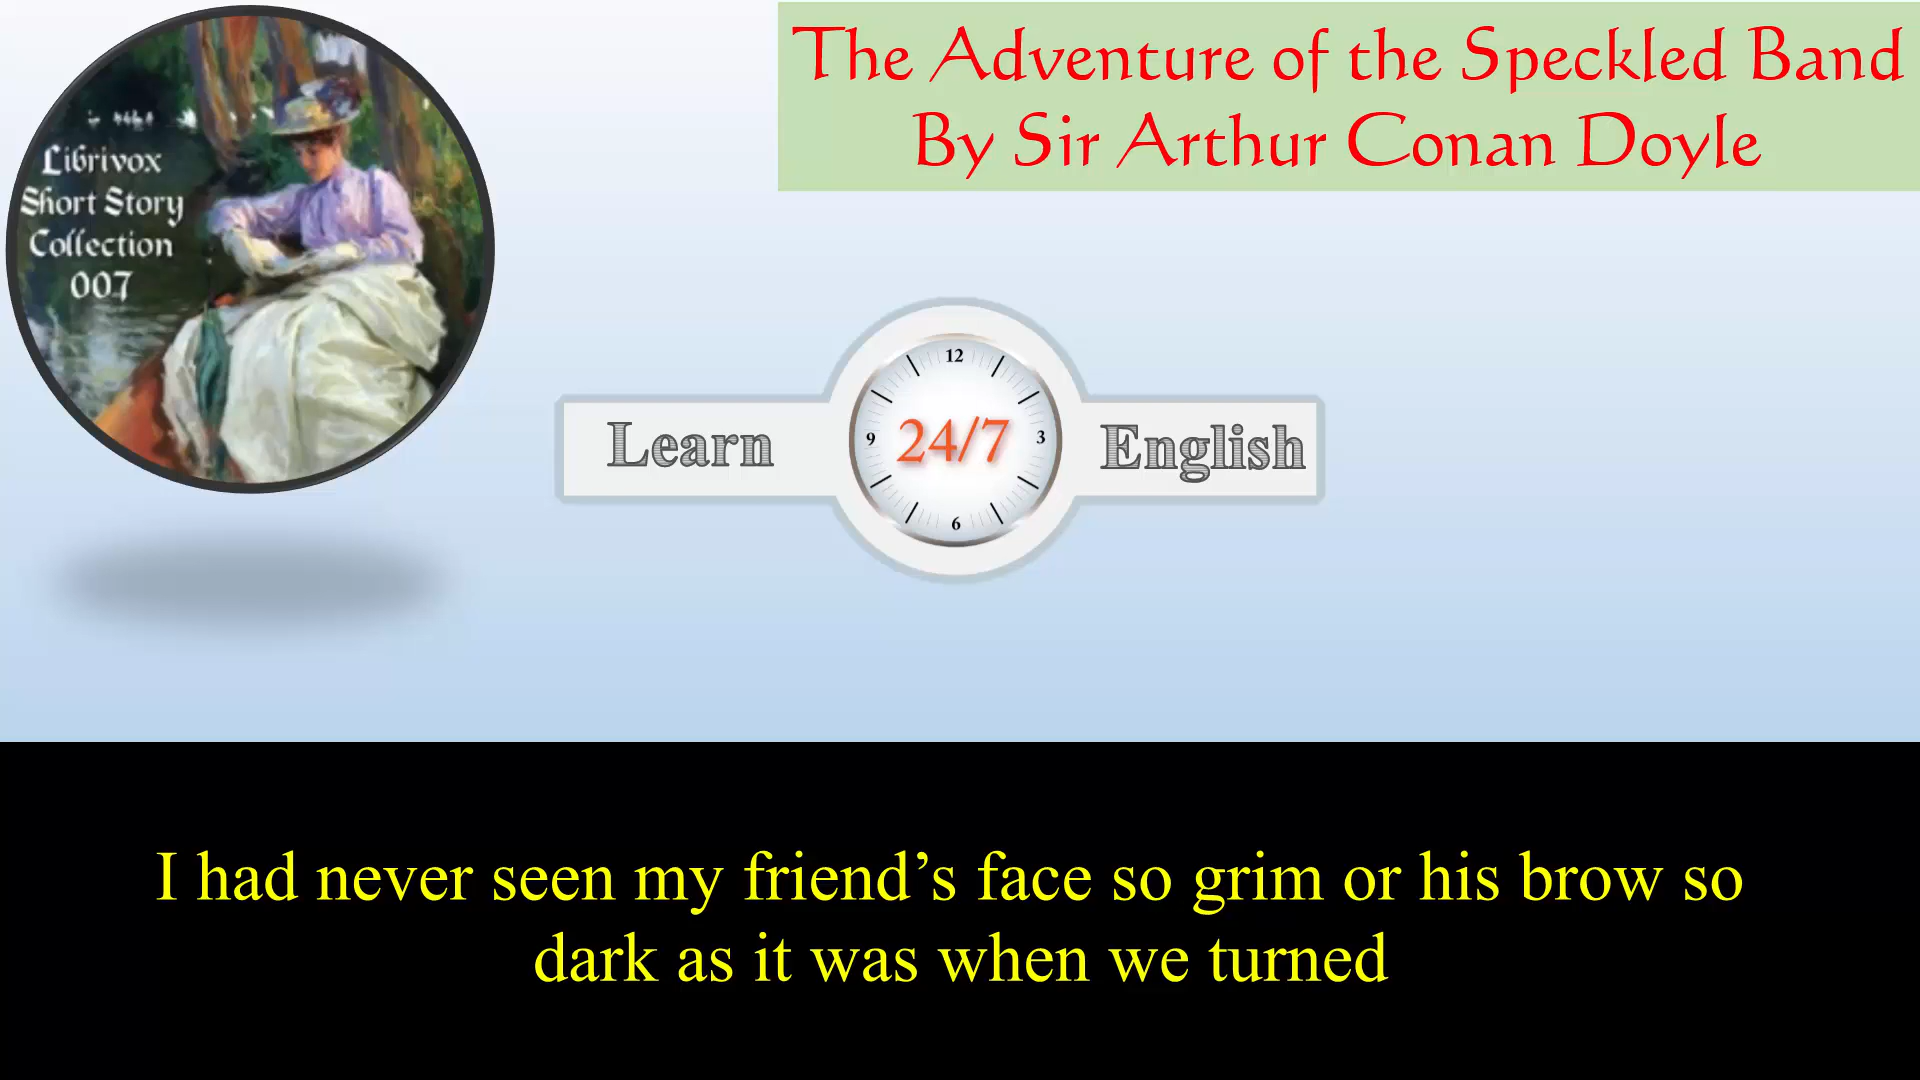 The Adventure of the Speckled Band
By Sir Arthur Conan Doyle
Librivox
Short Story
Collection
007
12
Learn
9
24/7
3
English
6
I had never seen my friend’s face so grim or his brow so
dark as it was when we turned